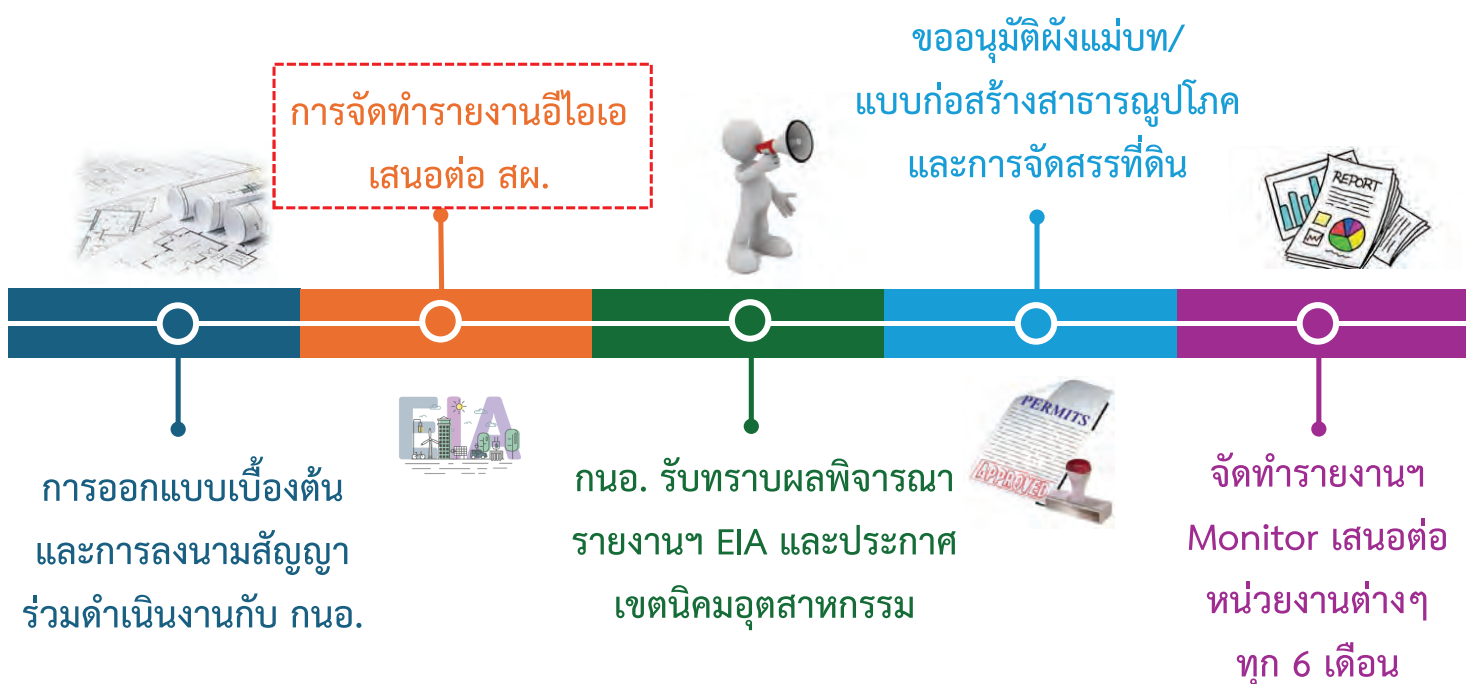 การออกแบบเบื้องต้น
และการลงนามสัญญา
ร่วมดำเนินงานกับ กนอ.
การจัดทำรายงานอีไอเอ
เสนอต่อ สผ.
EIA
กนอ. รับทราบผลพิจารณา
รายงานฯ EIA และประกาศ
เขตนิคมอุตสาหกรรม
ขออนุมัติผังแม่บท/
แบบก่อสร้างสาธารณูปโภค
และการจัดสรรที่ดิน
PERMITS
APPROVED
REPORT
จัดทำรายงานฯ
Monitor เสนอต่อ
หน่วยงานต่างๆ
ทุก 6 เดือน